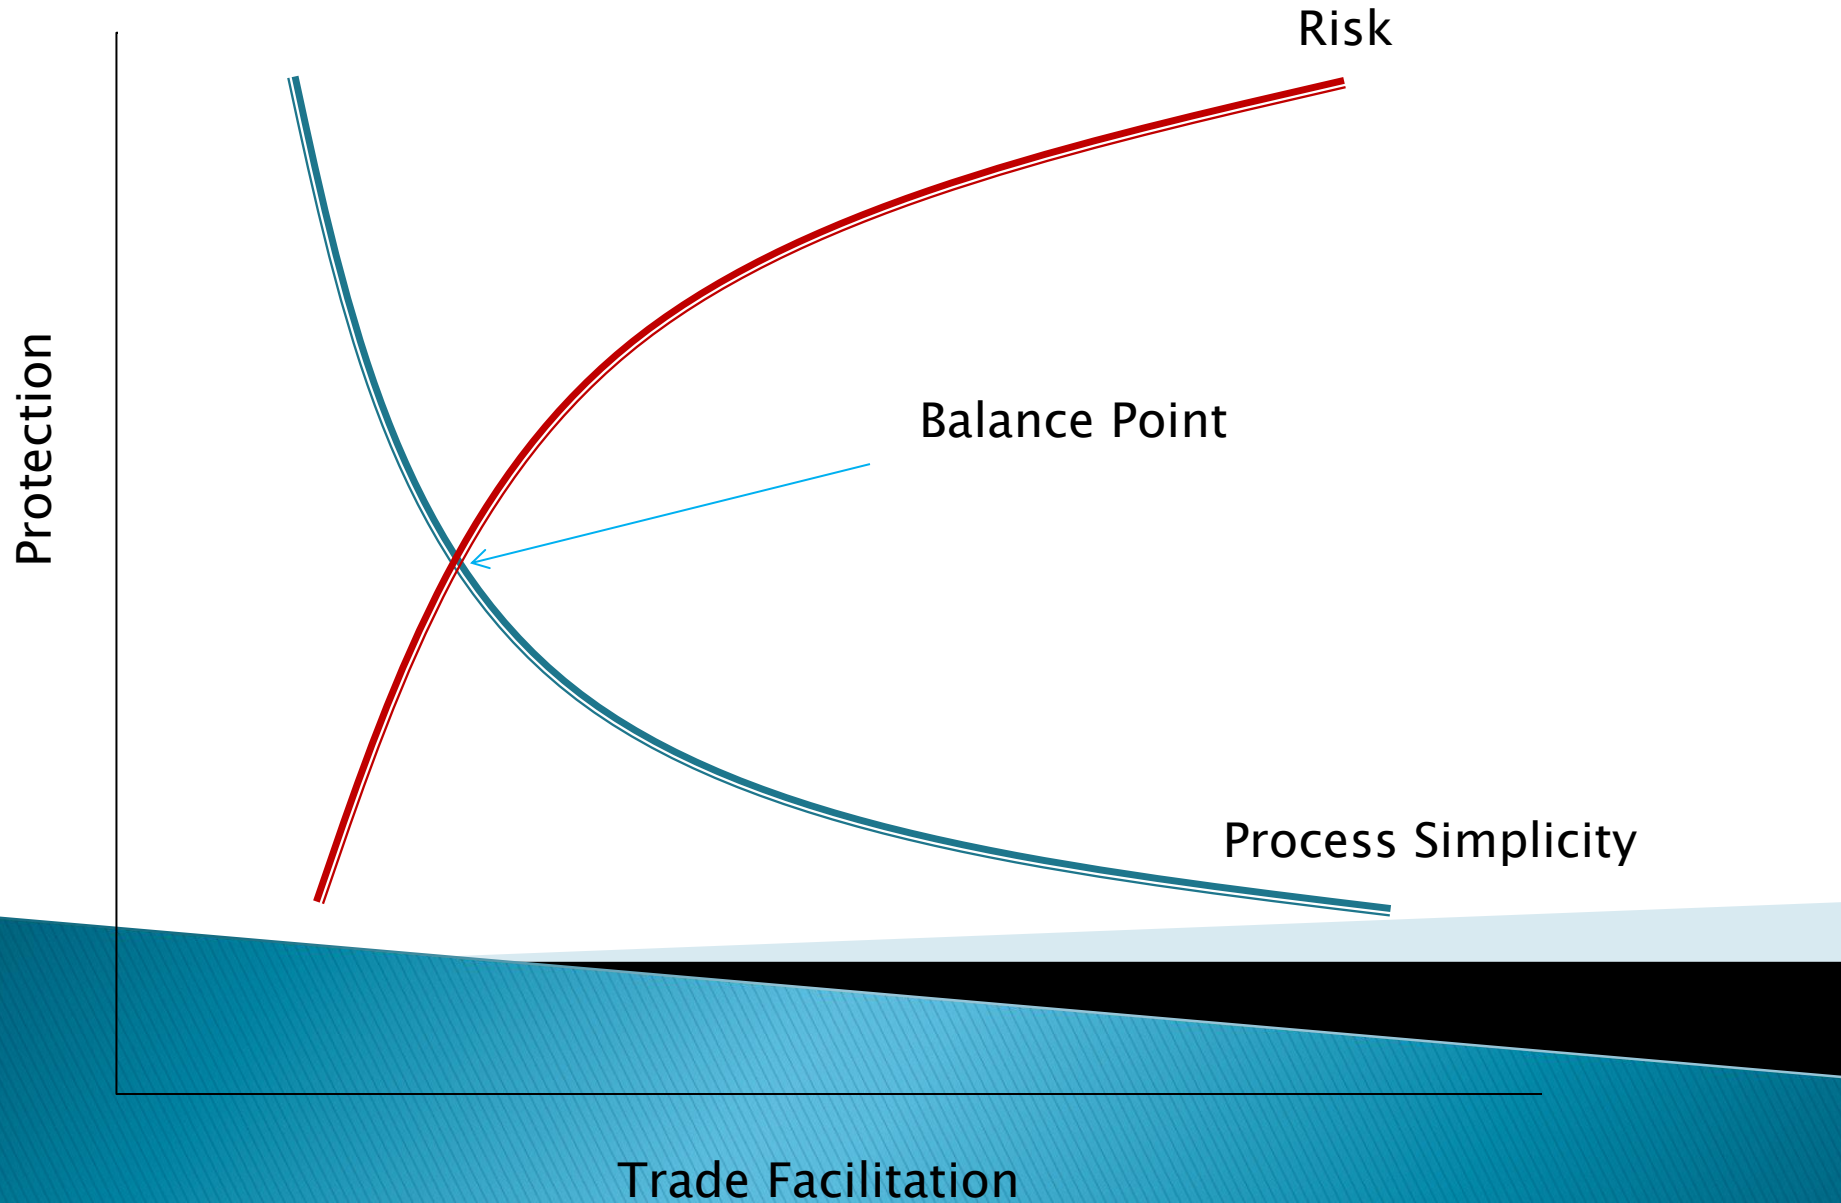 Risk
Protection
Balance Point
Process Simplicity
Trade Facilitation